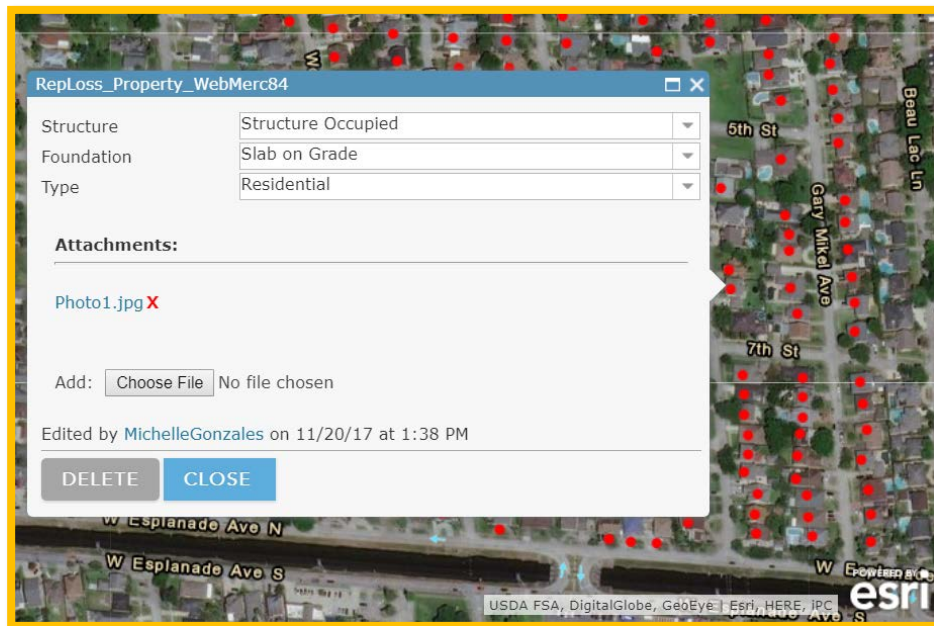 RepLoss_Property_WebMerc84
Structure
Structure Occupied
Foundation
Slab on Grade
Type
Residential
Attachments:
Photo1.jpg X
Add: Choose File No file chosen
Edited by MichelleGonzales on 11/20/17 at 1:38 PM
DELETE CLOSE
5th St
Beau Lac Ln
Gary Mikel Ave
7th St
W Esplanade Ave N
W Esplanade Ave S
POWERED BY
esri
USDA FSA, DigitalGlobe, GeoEye | Esri, HERE, iPC